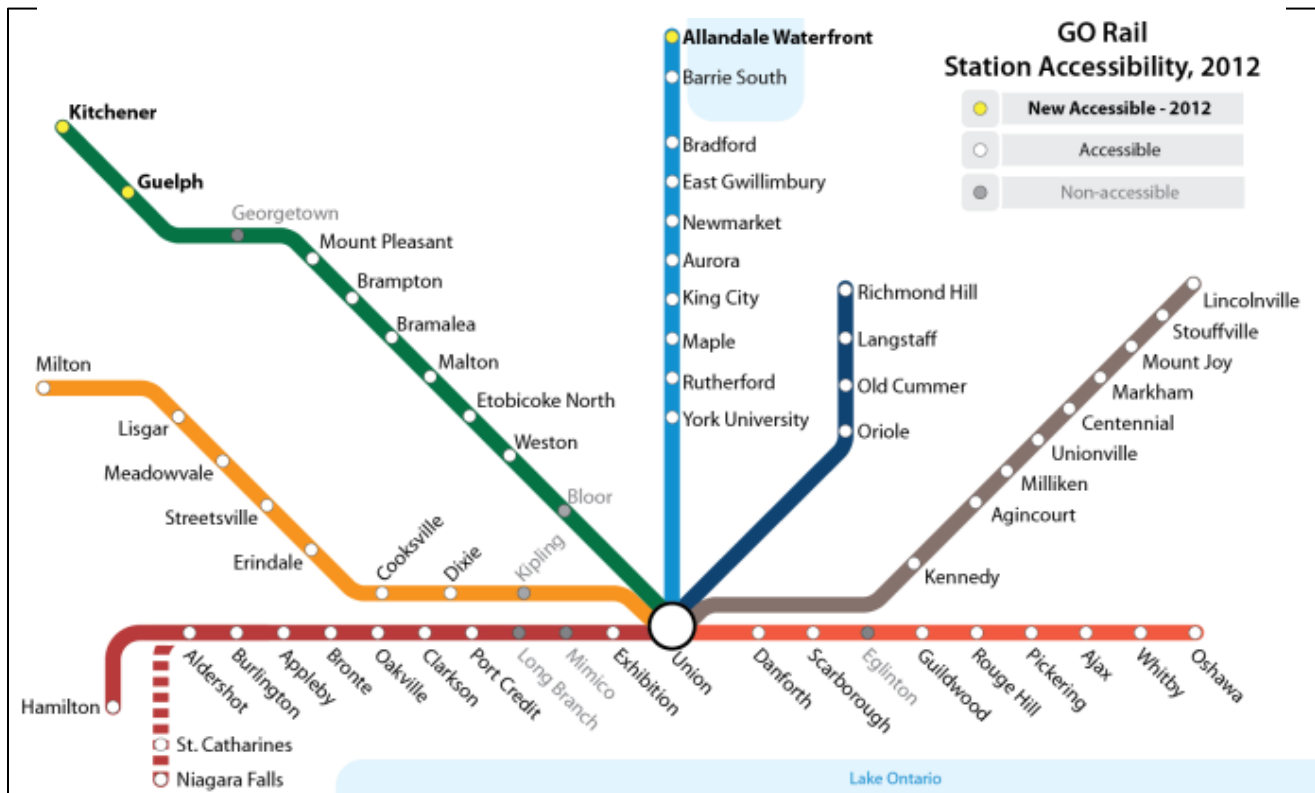 GO Rail
Station Accessibility, 2012
New Accessible - 2012
Accessible
Non-accessible
Allandale Waterfront
Barrie South
Bradford
East Gwillimbury
Newmarket
Aurora
King City
Maple
Rutherford
York University
Kitchener
Guelph
Georgetown
Mount Pleasant
Brampton
Bramalea
Malton
Etobicoke North
Weston
Bloor
Richmond Hill
Langstaff
Old Cummer
Oriole
Lincolnville
Stouffville
Mount Joy
Markham
Centennial
Unionville
Milliken
Agincourt
Kennedy
Milton
Lisgar
Meadowvale
Streetsville
Erindale
Cooksville
Dixie
Kipling
Hamilton
Aldershot
Burlington
Appleby
Bronte
Oakville
Clarkson
Port Credit
Long Branch
Mimico
Exhibition
Union
Danforth
Scarborough
Eglinton
Guildwood
Rouge Hill
Pickering
Ajax
Whitby
Oshawa
St. Catharines
Niagara Falls
Lake Ontario